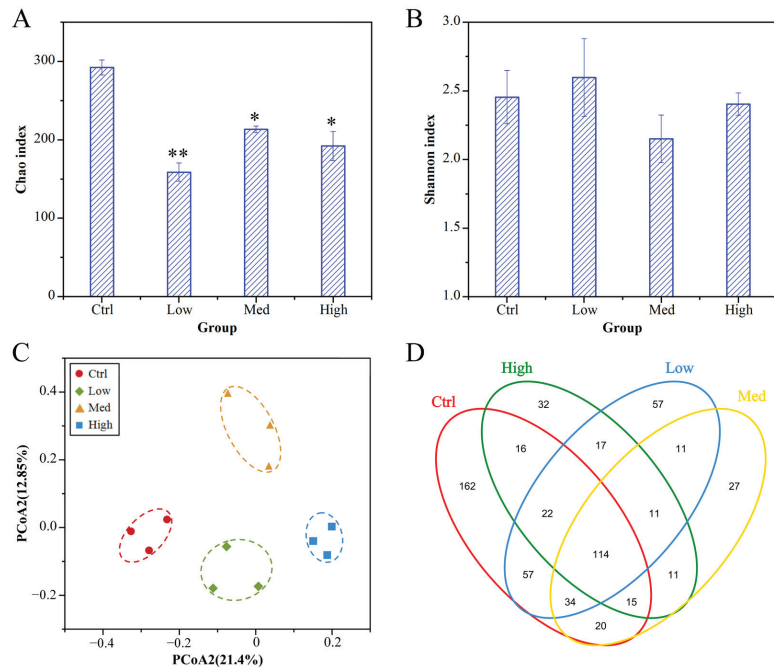 A
Chao index
300
200
100
0
**
*
*
Ctrl
Low
Med
High
Group
B
Shannon index
3.0
2.5
2.0
1.5
1.0
Ctrl
Low
Med
High
Group
C
Ctrl
Low
Med
High
PCoA2(12.85%)
0.4
0.2
0.0
−0.2
−0.4
−0.2
0
0.2
PCoA2(21.4%)
D
Ctrl
High
Low
Med
32
57
16
17
11
162
27
22
11
114
57
11
34
15
20